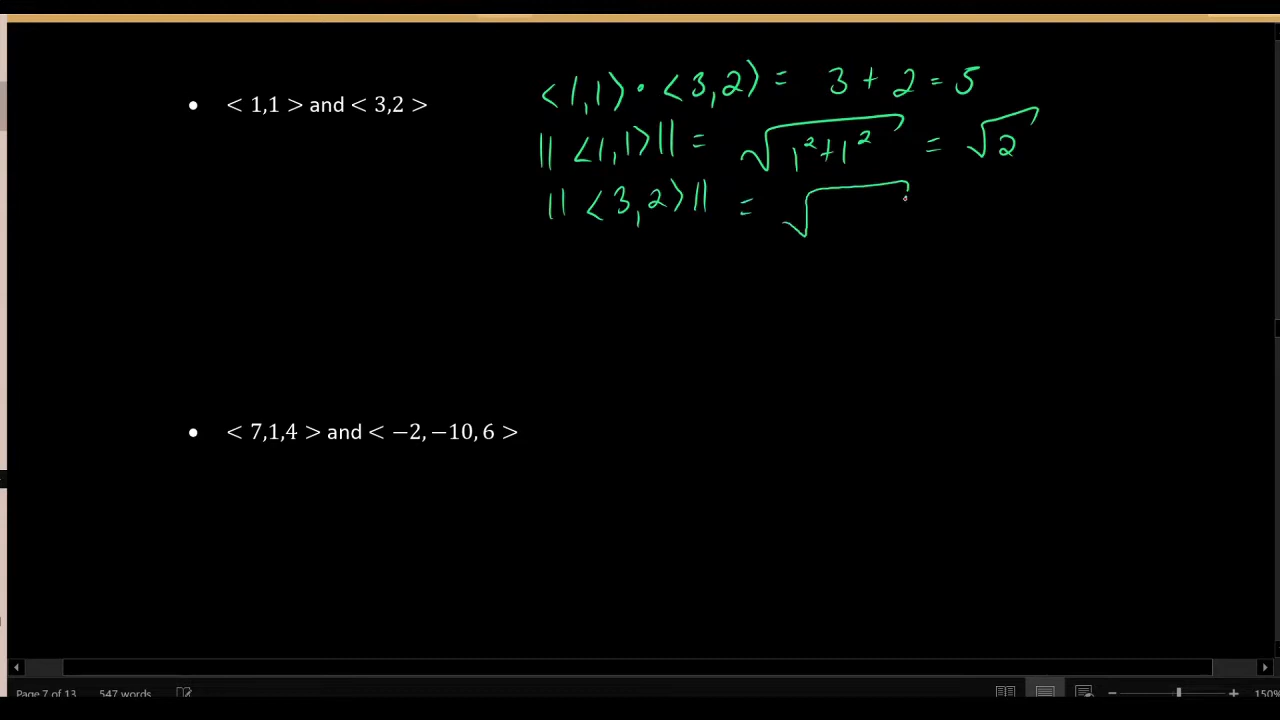 <1,1> • <3,2> = 3 + 2 = 5
• < 1,1 > and < 3,2 >
|| <1,1> || = √(1²+1²) = √2
|| <3,2> || = √
• < 7,1,4 > and < −2, −10, 6 >
Page 7 of 13 547 words 150%